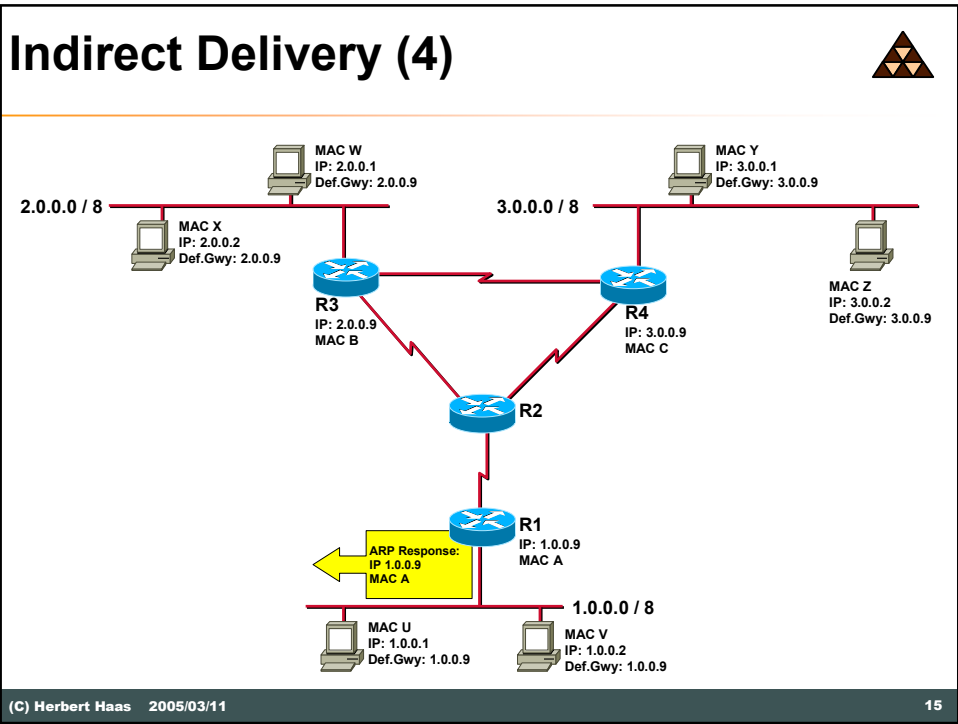 Indirect Delivery (4)
MAC W
IP: 2.0.0.1
Def.Gwy: 2.0.0.9
MAC Y
IP: 3.0.0.1
Def.Gwy: 3.0.0.9
2.0.0.0 / 8
3.0.0.0 / 8
MAC X
IP: 2.0.0.2
Def.Gwy: 2.0.0.9
MAC Z
IP: 3.0.0.2
Def.Gwy: 3.0.0.9
R3
IP: 2.0.0.9
MAC B
R4
IP: 3.0.0.9
MAC C
R2
R1
IP: 1.0.0.9
MAC A
ARP Response:
IP 1.0.0.9
MAC A
1.0.0.0 / 8
MAC U
IP: 1.0.0.1
Def.Gwy: 1.0.0.9
MAC V
IP: 1.0.0.2
Def.Gwy: 1.0.0.9
(C) Herbert Haas 2005/03/11
15